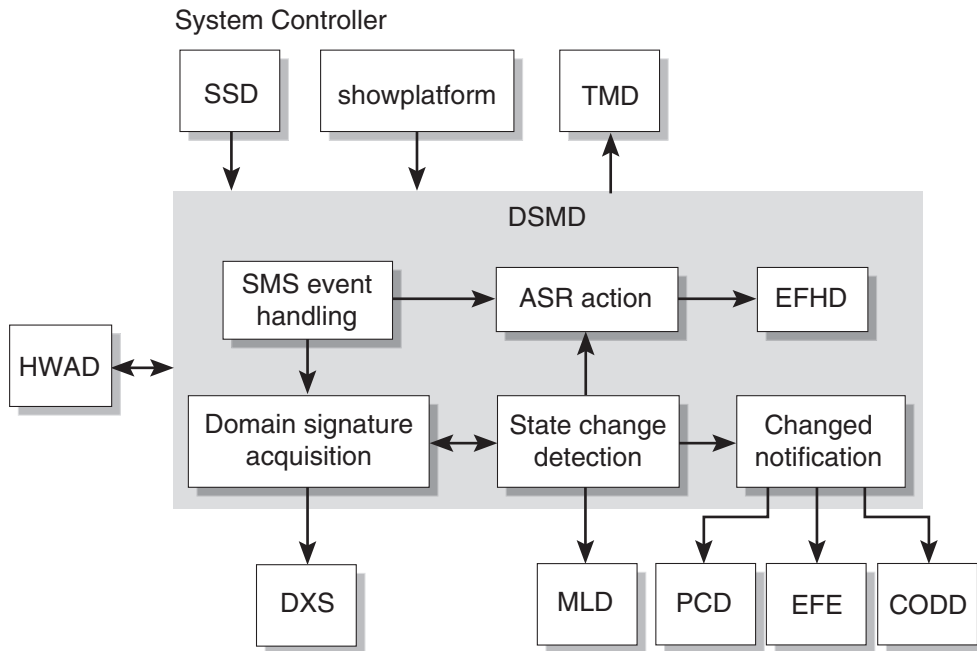 System Controller
SSD
showplatform
TMD
DSMD
SMS event
handling
ASR action
EFHD
HWAD
Domain signature
acquisition
State change
detection
Changed
notification
DXS
MLD
PCD
EFE
CODD